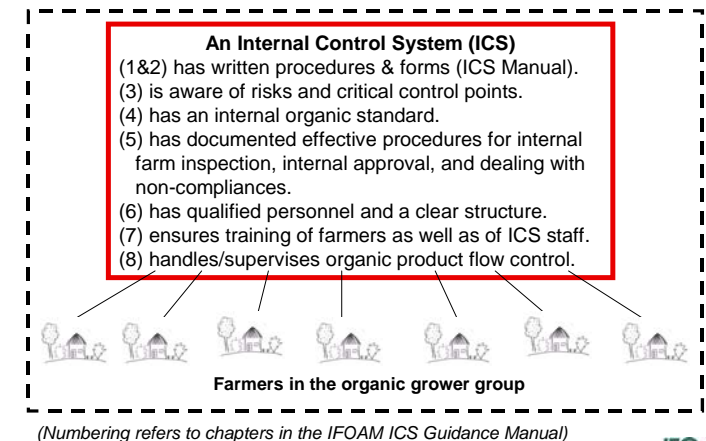 An Internal Control System (ICS)
(1&2) has written procedures & forms (ICS Manual).
(3) is aware of risks and critical control points.
(4) has an internal organic standard.
(5) has documented effective procedures for internal
farm inspection, internal approval, and dealing with
non-compliances.
(6) has qualified personnel and a clear structure.
(7) ensures training of farmers as well as of ICS staff.
(8) handles/supervises organic product flow control.
Farmers in the organic grower group
(Numbering refers to chapters in the IFOAM ICS Guidance Manual)